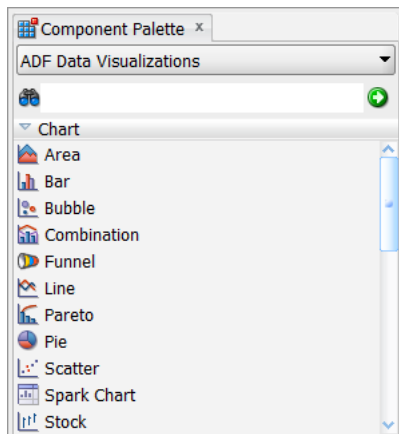 Component Palette x
ADF Data Visualizations
Chart
Area
Bar
Bubble
Combination
Funnel
Line
Pareto
Pie
Scatter
Spark Chart
Stock